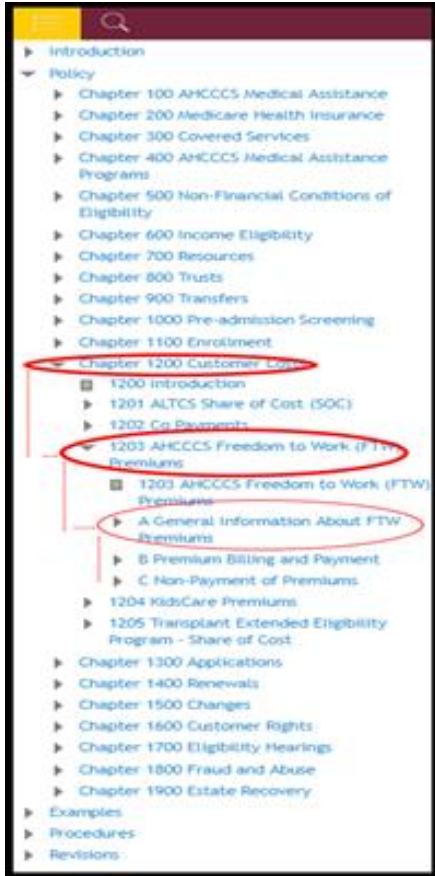 Introduction
Policy
Chapter 100 AHCCCS Medical Assistance
Chapter 200 Medicare Health Insurance
Chapter 300 Covered Services
Chapter 400 AHCCCS Medical Assistance
Programs
Chapter 500 Non-Financial Conditions of
Eligibility
Chapter 600 Income Eligibility
Chapter 700 Resources
Chapter 800 Trusts
Chapter 900 Transfers
Chapter 1000 Pre-admission Screening
Chapter 1100 Enrollment
Chapter 1200 Customer Costs
1200 Introduction
1201 ALTCS Share of Cost (SOC)
1202 Co Payments
1203 AHCCCS Freedom to Work (FTW)
Premiums
1203 AHCCCS Freedom to Work (FTW)
Premiums
A General Information About FTW
Premiums
B Premium Billing and Payment
C Non-Payment of Premiums
1204 KidsCare Premiums
1205 Transplant Extended Eligibility
Program - Share of Cost
Chapter 1300 Applications
Chapter 1400 Renewals
Chapter 1500 Changes
Chapter 1600 Customer Rights
Chapter 1700 Eligibility Hearings
Chapter 1800 Fraud and Abuse
Chapter 1900 Estate Recovery
Examples
Procedures
Revisions